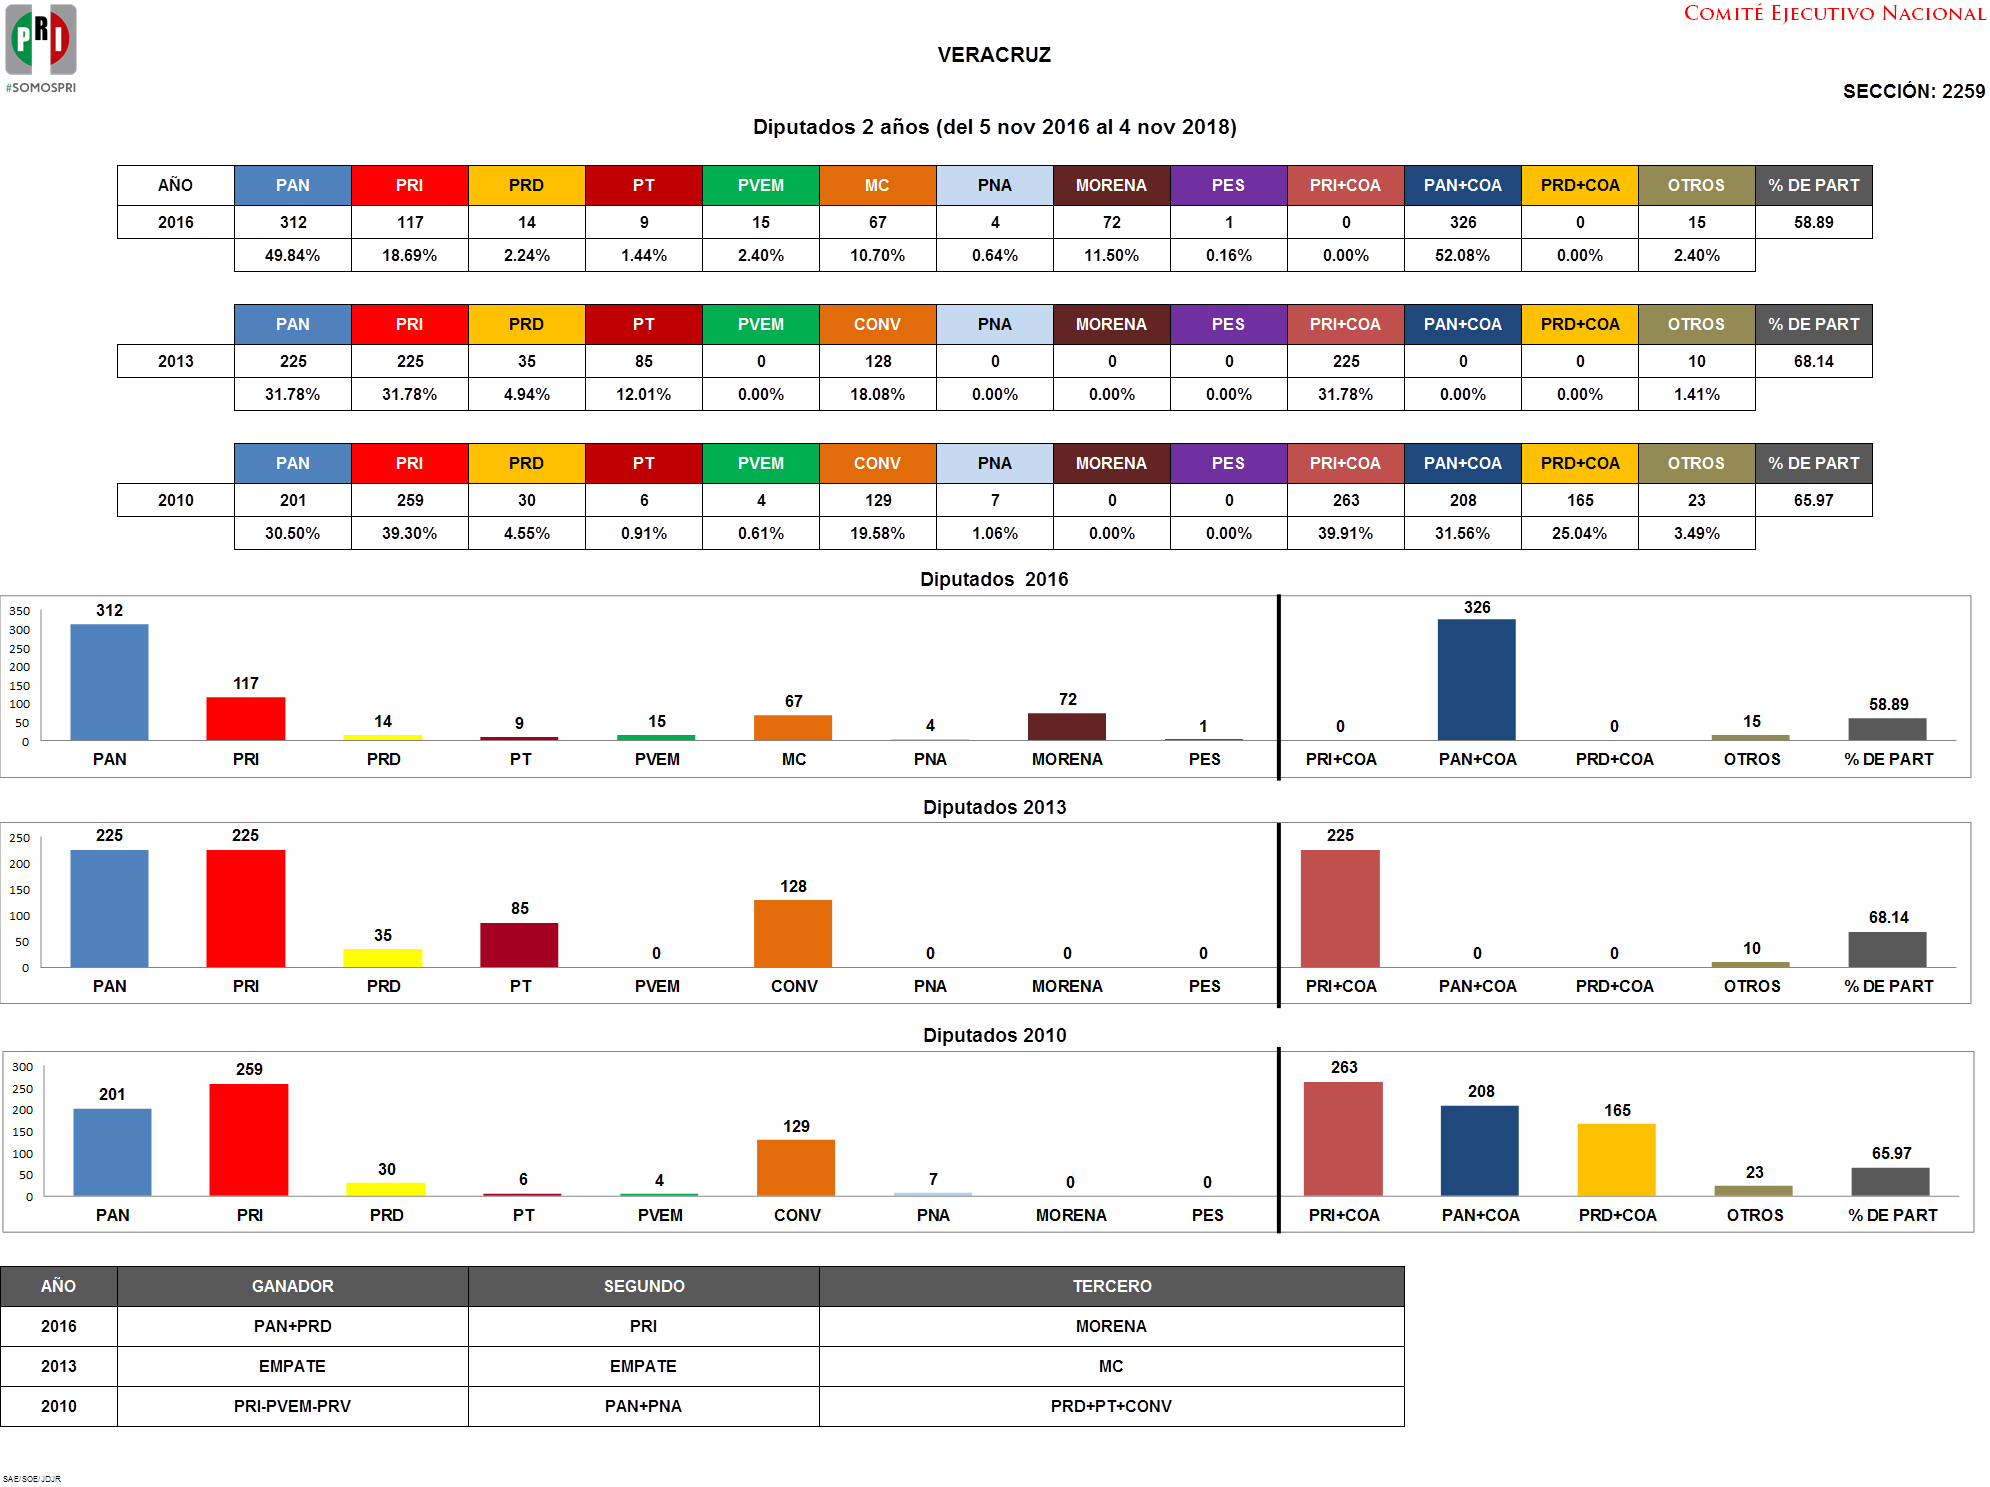 COMITÉ EJECUTIVO NACIONAL
PRI
#SOMOSPRI
VERACRUZ
SECCIÓN: 2259
Diputados 2 años (del 5 nov 2016 al 4 nov 2018)
AÑO PAN PRI PRD PT PVEM MC PNA MORENA PES PRI+COA PAN+COA PRD+COA OTROS % DE PART
2016 312 117 14 9 15 67 4 72 1 0 326 0 15 58.89
49.84% 18.69% 2.24% 1.44% 2.40% 10.70% 0.64% 11.50% 0.16% 0.00% 52.08% 0.00% 2.40%
PAN PRI PRD PT PVEM CONV PNA MORENA PES PRI+COA PAN+COA PRD+COA OTROS % DE PART
2013 225 225 35 85 0 128 0 0 0 225 0 0 10 68.14
31.78% 31.78% 4.94% 12.01% 0.00% 18.08% 0.00% 0.00% 0.00% 31.78% 0.00% 0.00% 1.41%
PAN PRI PRD PT PVEM CONV PNA MORENA PES PRI+COA PAN+COA PRD+COA OTROS % DE PART
2010 201 259 30 6 4 129 7 0 0 263 208 165 23 65.97
30.50% 39.30% 4.55% 0.91% 0.61% 19.58% 1.06% 0.00% 0.00% 39.91% 31.56% 25.04% 3.49%
Diputados 2016
350
300
250
200
150
100
50
0
312 117 14 9 15 67 4 72 1 0 326 0 15 58.89
PAN PRI PRD PT PVEM MC PNA MORENA PES PRI+COA PAN+COA PRD+COA OTROS % DE PART
Diputados 2013
250
200
150
100
50
0
225 225 35 85 0 128 0 0 0 225 0 0 10 68.14
PAN PRI PRD PT PVEM CONV PNA MORENA PES PRI+COA PAN+COA PRD+COA OTROS % DE PART
Diputados 2010
300
250
200
150
100
50
0
201 259 30 6 4 129 7 0 0 263 208 165 23 65.97
PAN PRI PRD PT PVEM CONV PNA MORENA PES PRI+COA PAN+COA PRD+COA OTROS % DE PART
AÑO GANADOR SEGUNDO TERCERO
2016 PAN+PRD PRI MORENA
2013 EMPATE EMPATE MC
2010 PRI-PVEM-PRV PAN+PNA PRD+PT+CONV
SAE/SOE/JDJR